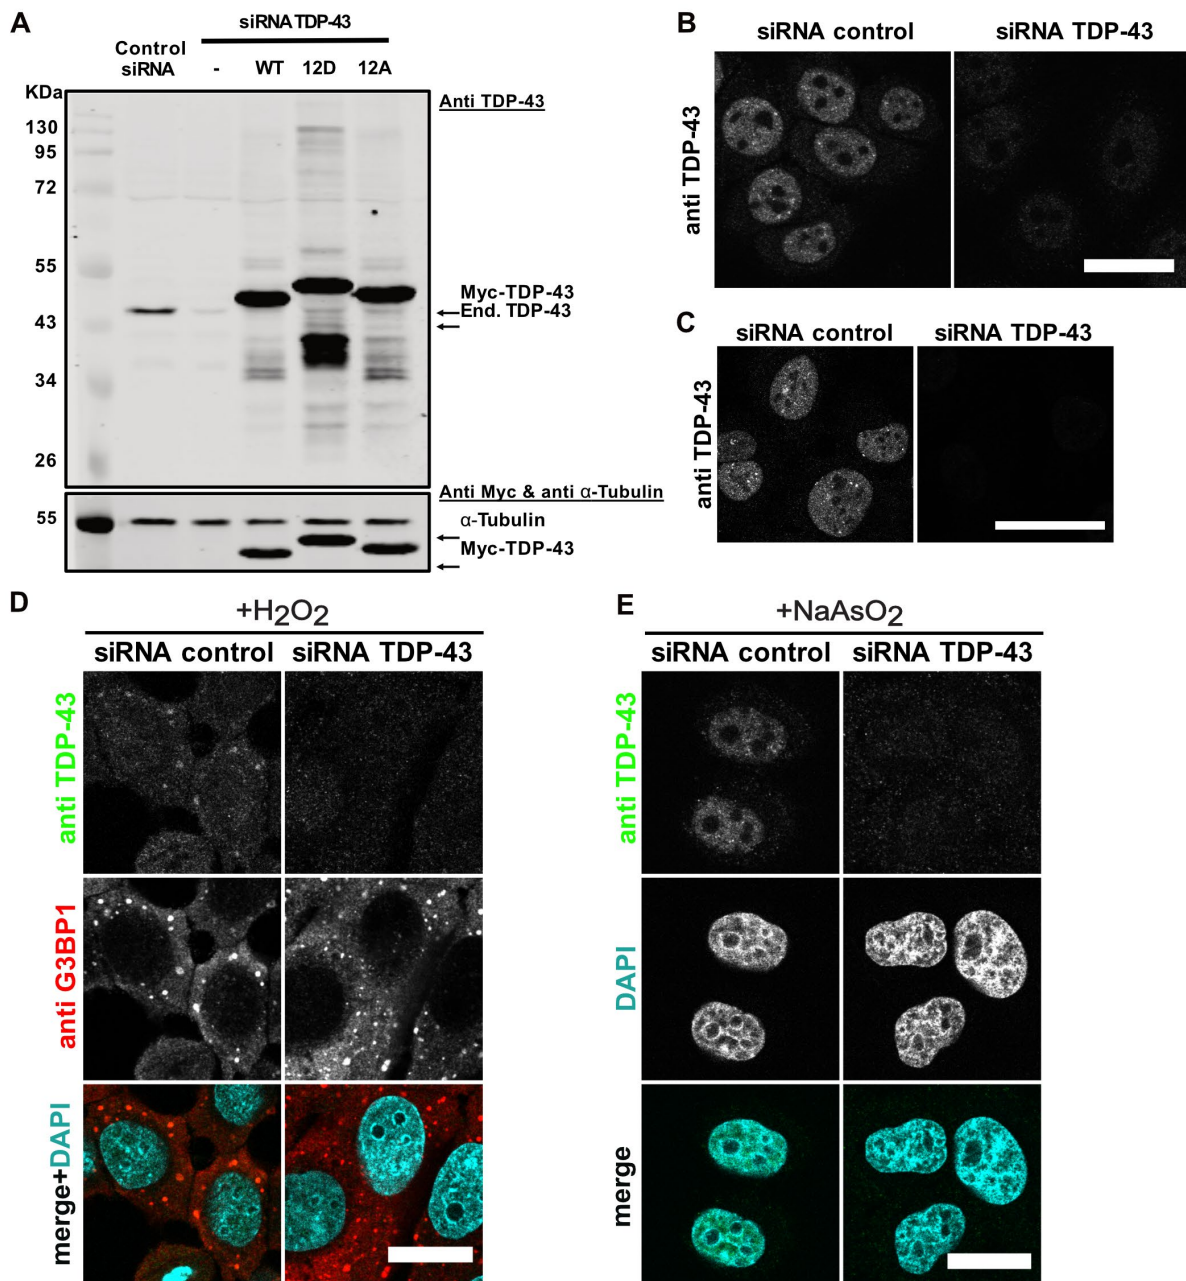 A
siRNA TDP-43
Control
siRNA
- WT 12D 12A
KDa
130
95
72
55
43
34
26
Anti TDP-43
Myc-TDP-43
End. TDP-43
Anti Myc & anti α-Tubulin
55
α-Tubulin
Myc-TDP-43
B
siRNA control siRNA TDP-43
anti TDP-43
C
siRNA control siRNA TDP-43
anti TDP-43
D
+H2O2
siRNA control siRNA TDP-43
anti TDP-43
anti G3BP1
merge+DAPI
E
+NaAsO2
siRNA control siRNA TDP-43
anti TDP-43
DAPI
merge